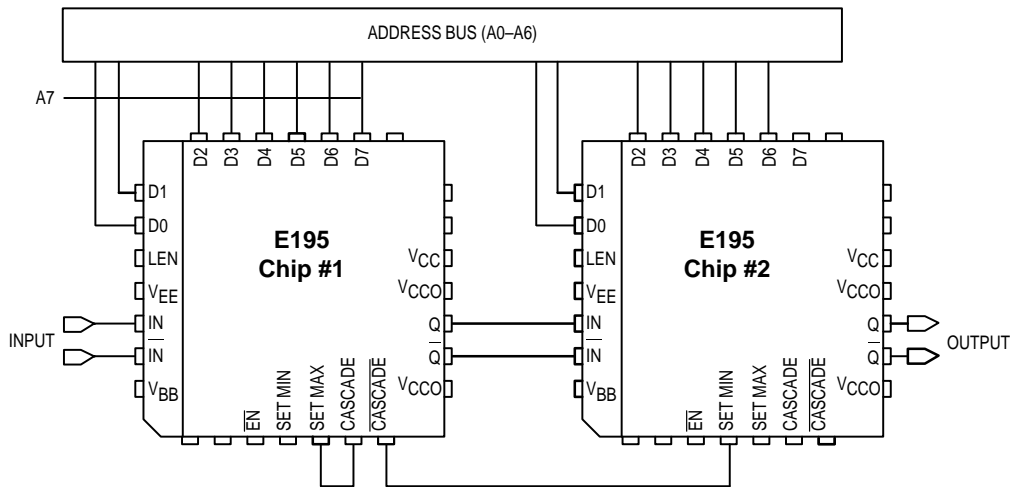 ADDRESS BUS (A0–A6)
A7
D2
D3
D4
D5
D6
D7
D1
D0
LEN
VEE
IN
IN
VBB
E195
Chip #1
VCC
VCCO
Q
Q
VCCO
EN
SET MIN
SET MAX
CASCADE
CASCADE
INPUT
D2
D3
D4
D5
D6
D7
D1
D0
LEN
VEE
IN
IN
VBB
E195
Chip #2
VCC
VCCO
Q
Q
VCCO
EN
SET MIN
SET MAX
CASCADE
CASCADE
OUTPUT